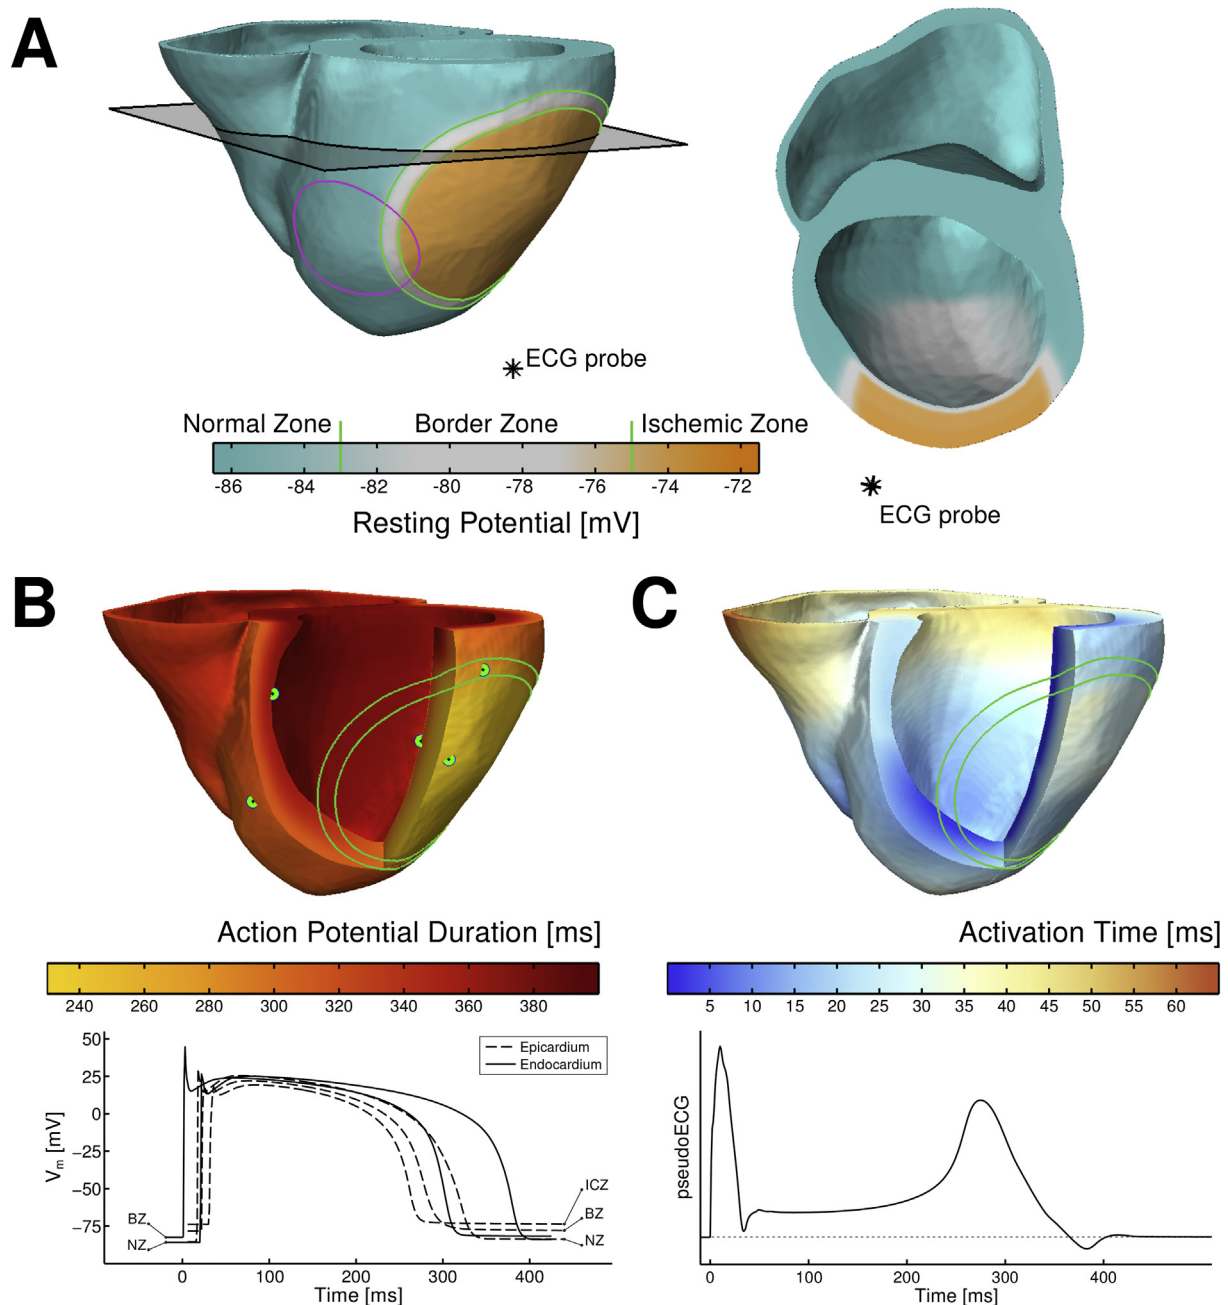 A
ECG probe
Normal Zone
Border Zone
Ischemic Zone
-86 -84 -82 -80 -78 -76 -74 -72
Resting Potential [mV]
ECG probe
B
Action Potential Duration [ms]
240 260 280 300 320 340 360 380
50
25
0
−25
−50
−75
Vm [mV]
Epicardium
Endocardium
BZ
NZ
ICZ
BZ
NZ
0 100 200 300 400
Time [ms]
C
Activation Time [ms]
5 10 15 20 25 30 35 40 45 50 55 60
pseudoECG
0 100 200 300 400
Time [ms]